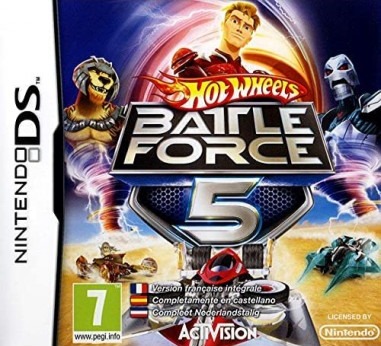 NINTENDO DS™
HOT WHEELS
BATTLE
FORCE
5
7
www.pegi.info
Version française intégrale
Completamente en castellano
Compleet Nederlandstalig
ACTIVISION
LICENSED BY
Nintendo